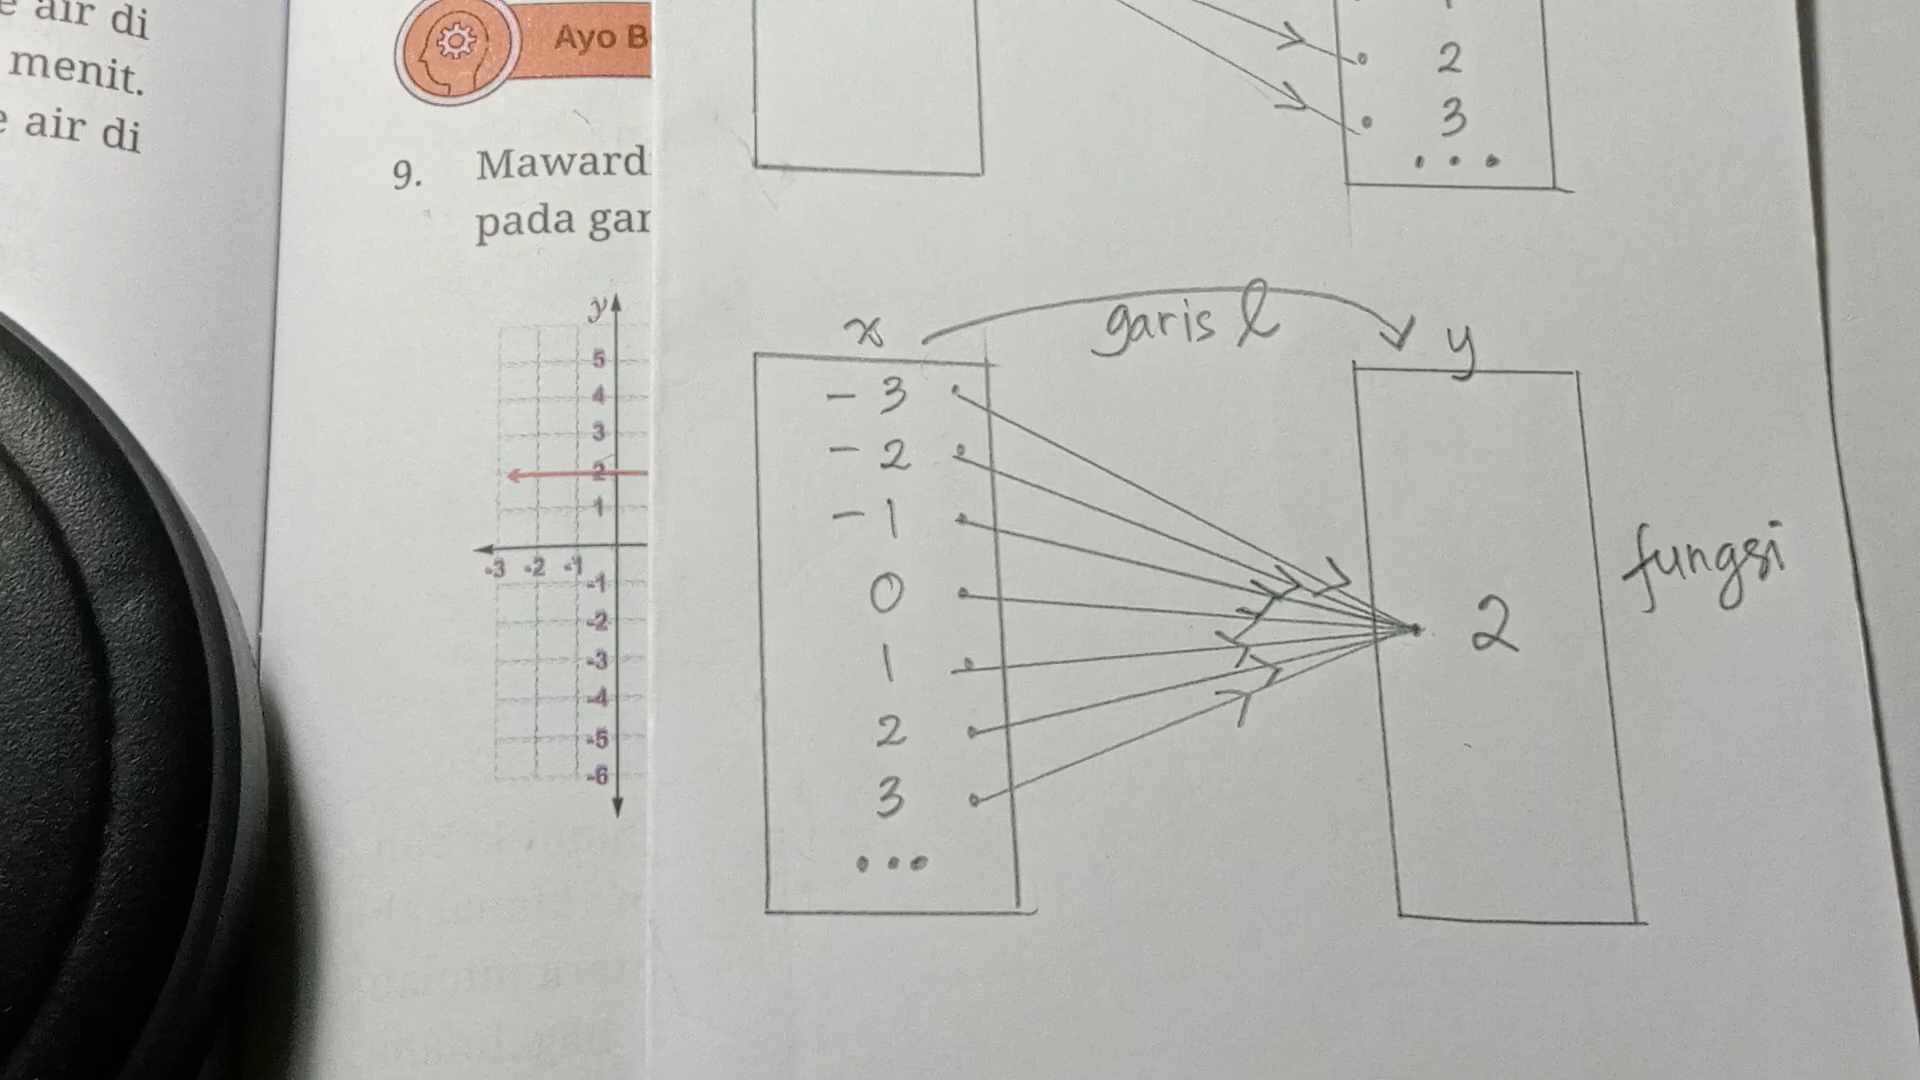 e air di
menit.
e air di
Ayo B
9. Maward
pada gar
y
5
4
3
2
1
-3 -2 -1
-1
-2
-3
-4
-5
-6
2
3
...
garis l
x
y
-3
-2
-1
0
1
2
3
...
2
fungsi